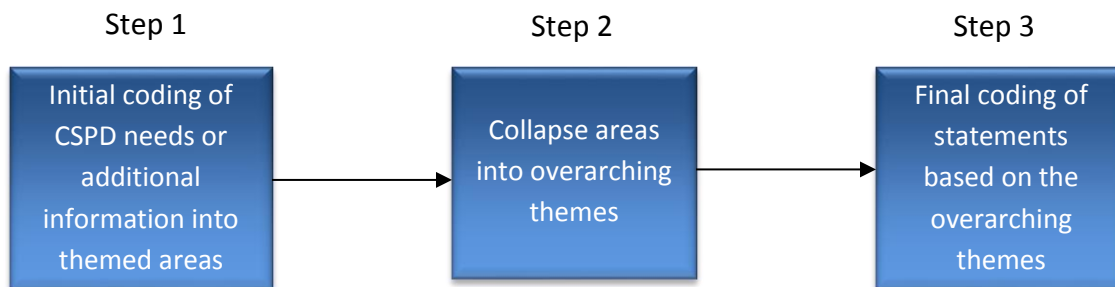 Step 1
Step 2
Step 3
Initial coding of
CSPD needs or
additional
information into
themed areas
Collapse areas
into overarching
themes
Final coding of
statements
based on the
overarching
themes